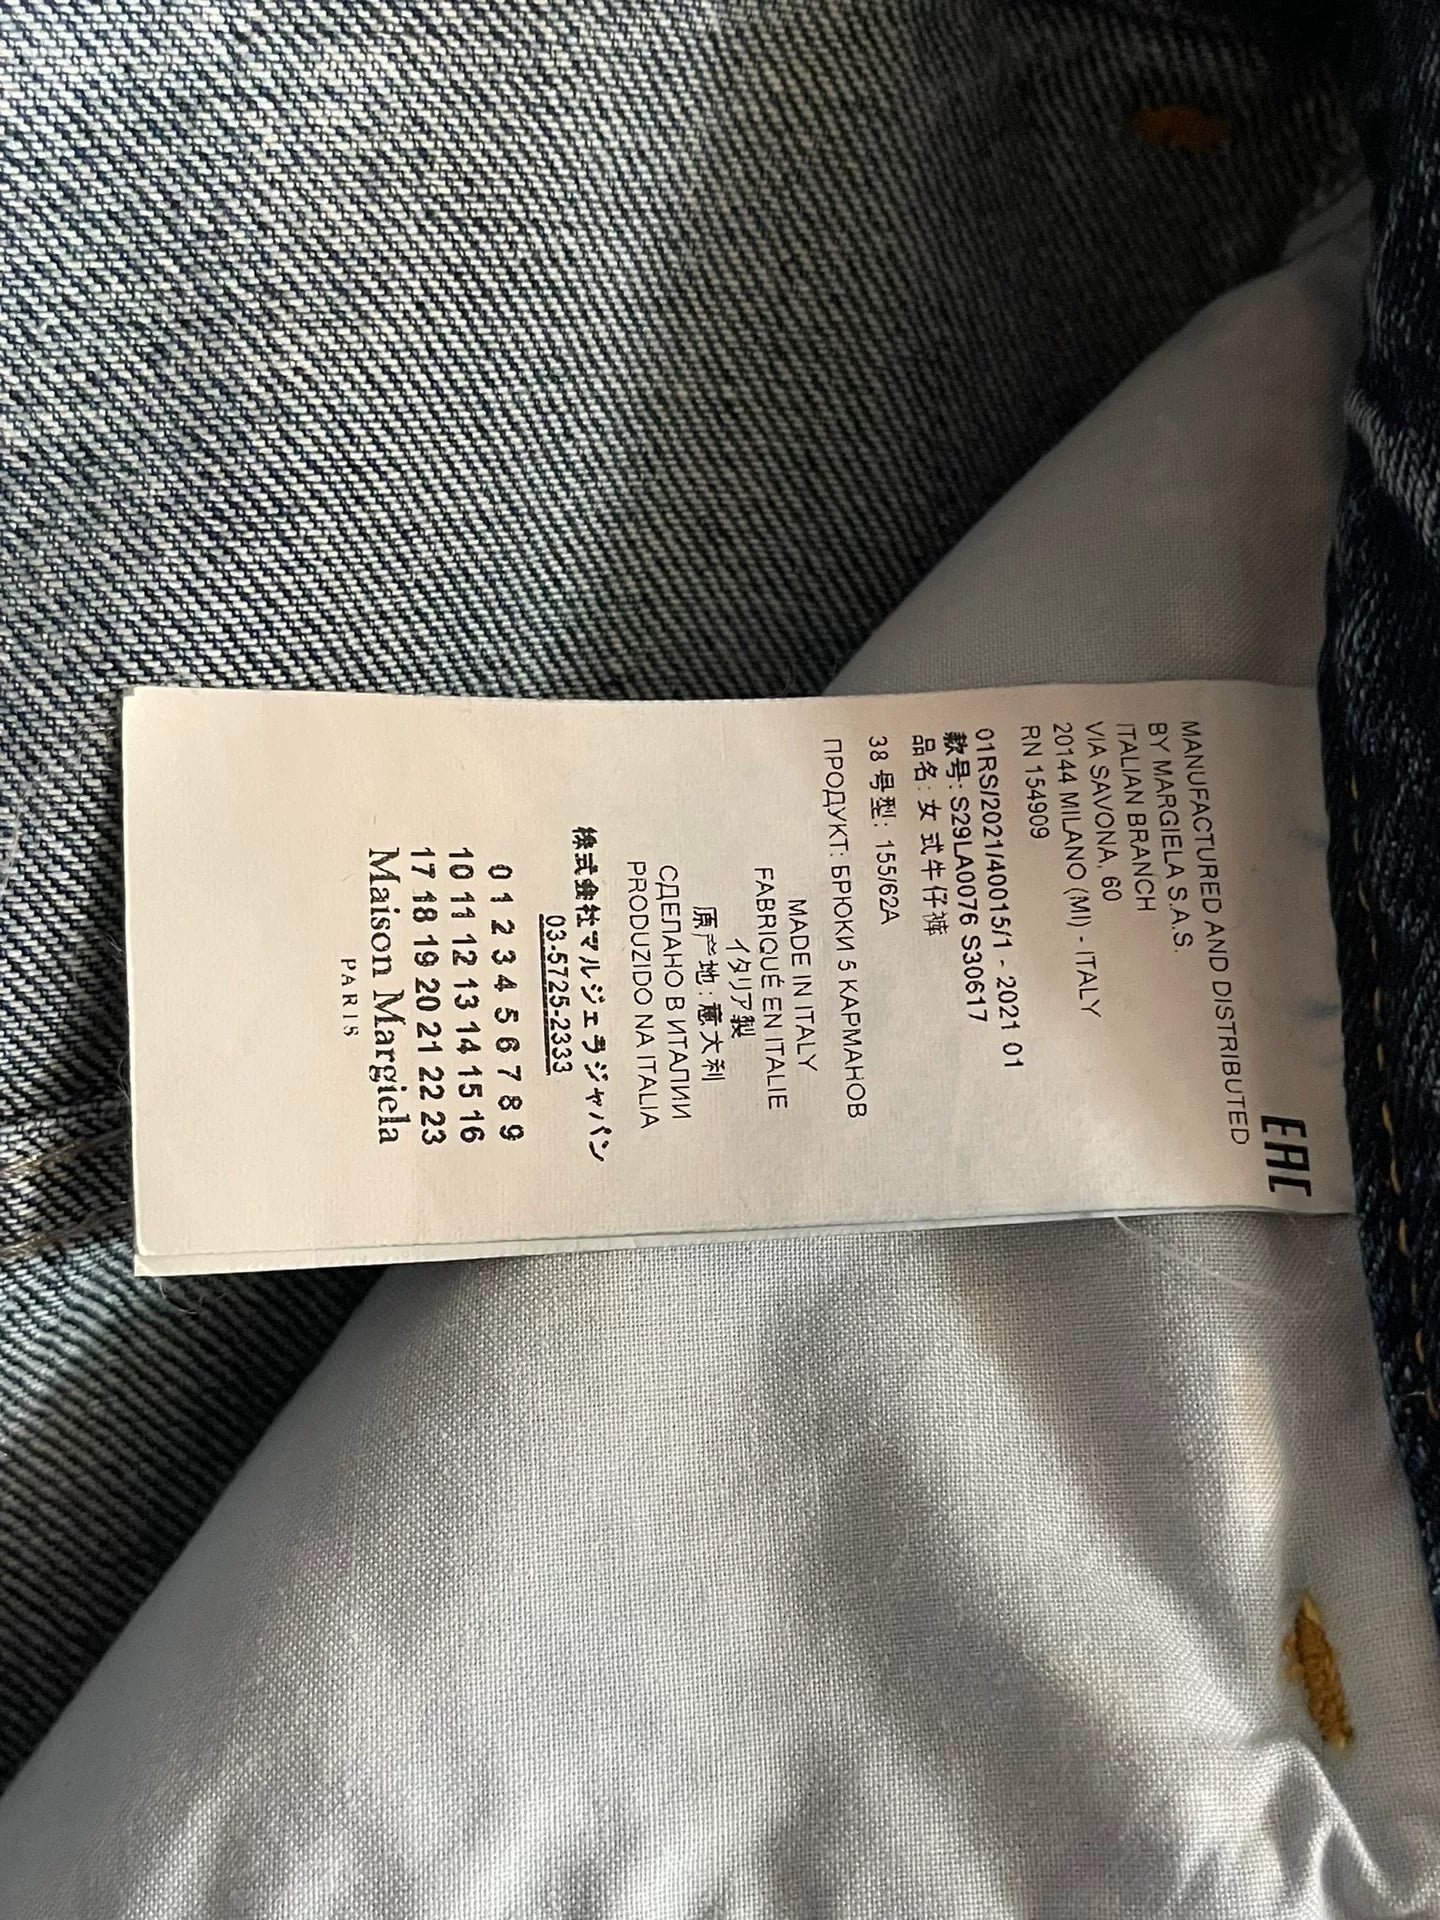 EAC
MANUFACTURED AND DISTRIBUTED
BY MARGIELA S.A.S.
ITALIAN BRANCH
VIA SAVONA, 60
20144 MILANO (MI) - ITALY
RN 154909
01RS/2021/40015/1 - 2021 01
款号: S29LA0076 S30617
品名: 女式牛仔裤
38 号型: 155/62A
ПРОДУКТ: БРЮКИ 5 КАРМАНОВ
MADE IN ITALY
FABRIQUÉ EN ITALIE
イタリア製
原产地: 意大利
СДЕЛАНО В ИТАЛИИ
PRODUZIDO NA ITALIA
株式会社マルジェラジャパン
03-5725-2333
0 1 2 3 4 5 6 7 8 9
10 11 12 13 14 15 16
17 18 19 20 21 22 23
Maison Margiela
PARIS